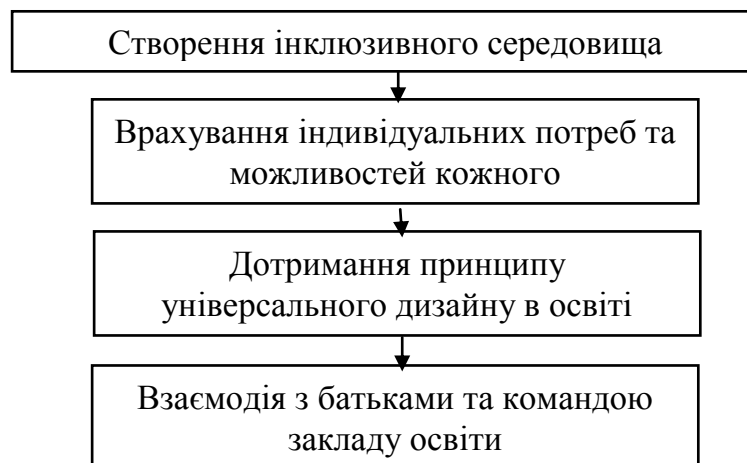 Створення інклюзивного середовища
Врахування індивідуальних потреб та
можливостей кожного
Дотримання принципу
універсального дизайну в освіті
Взаємодія з батьками та командою
закладу освіти